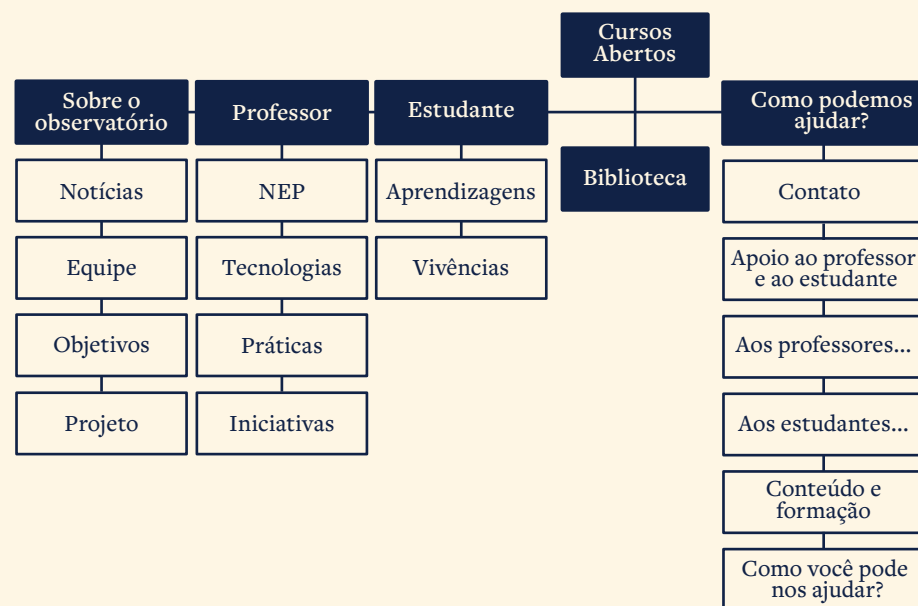 Cursos
Abertos
Sobre o
observatório
Professor
Estudante
Como podemos
ajudar?
Biblioteca
Notícias
NEP
Aprendizagens
Contato
Equipe
Tecnologias
Vivências
Apoio ao professor
e ao estudante
Objetivos
Práticas
Aos professores...
Projeto
Iniciativas
Aos estudantes...
Conteúdo e
formação
Como você pode
nos ajudar?